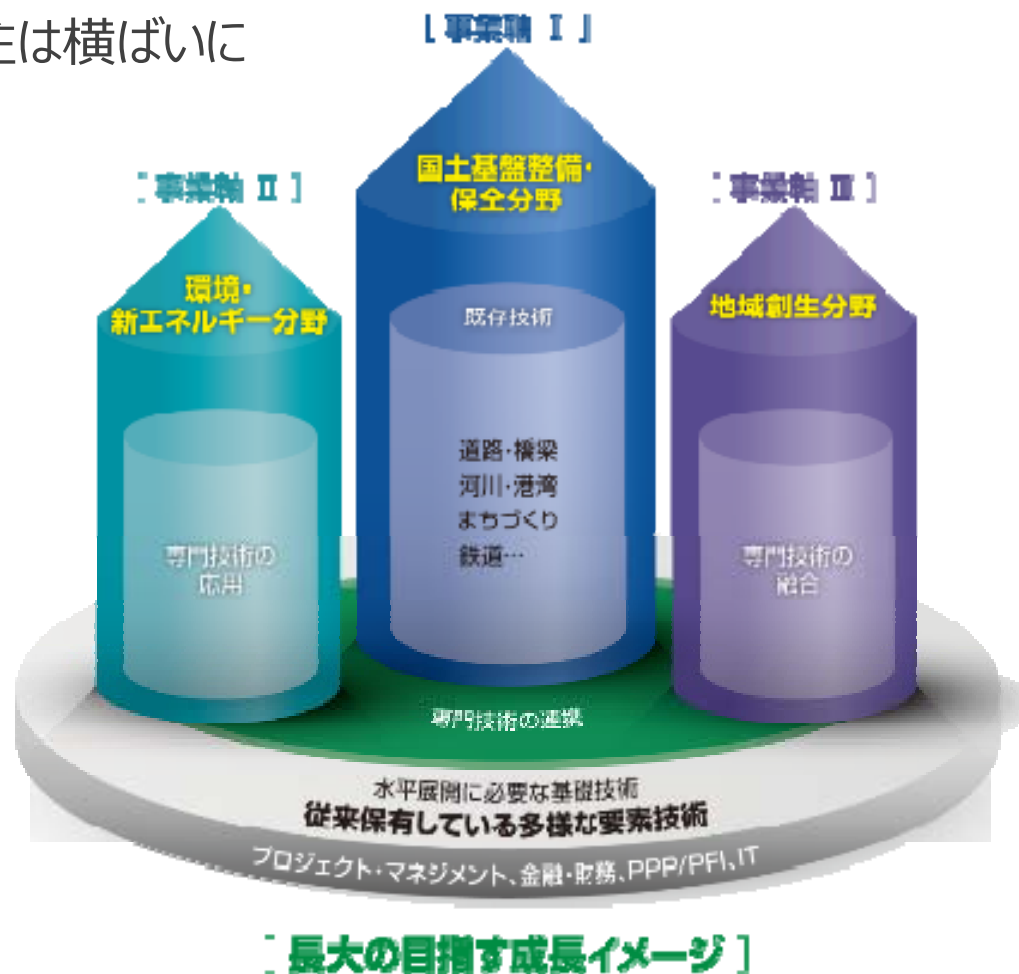 生は横ばいに
[ 事業軸 Ⅰ ]
国土基盤整備・
保全分野
既存技術
道路・橋梁
河川・港湾
まちづくり
鉄道…
[ 事業軸 Ⅱ ]
環境・
新エネルギー分野
専門技術の
応用
[ 事業軸 Ⅲ ]
地域創生分野
専門技術の
融合
専門技術の連携
水平展開に必要な基礎技術
従来保有している多様な要素技術
プロジェクト・マネジメント、金融・財務、PPP/PFI、IT
[ 長大の目指す成長イメージ ]